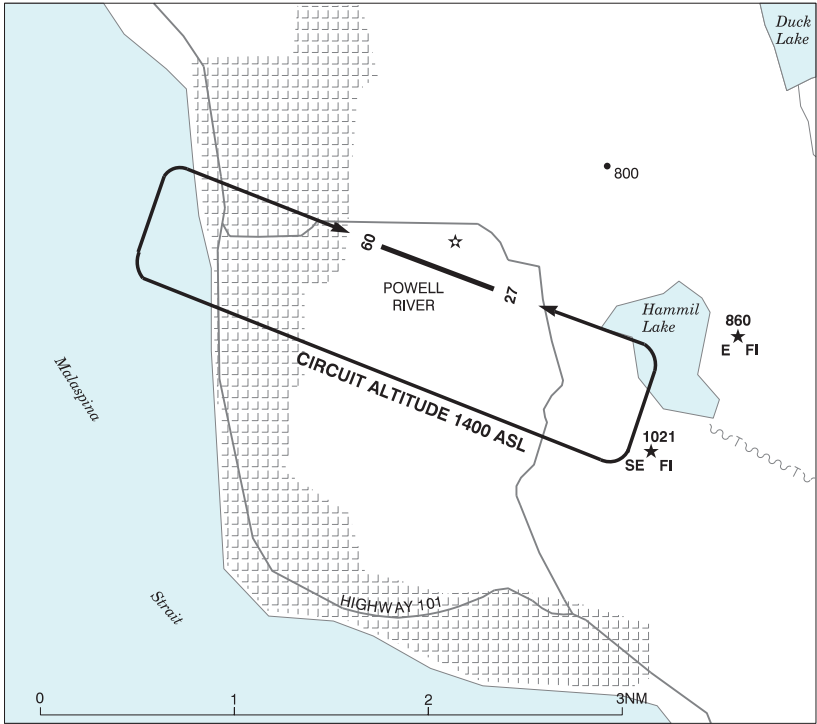 Duck
Lake
800
09
POWELL
RIVER
27
Hammil
Lake
860
E FI
Malaspina
CIRCUIT ALTITUDE 1400 ASL
1021
SE FI
T
T
Strait
HIGHWAY 101
0 1 2 3NM